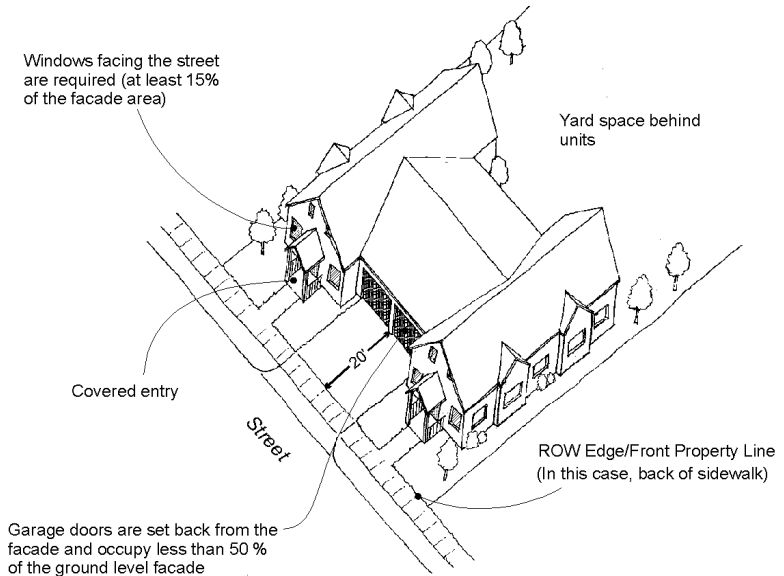 Windows facing the street
are required (at least 15%
of the facade area)
Yard space behind
units
20'
Covered entry
Street
ROW Edge/Front Property Line
(In this case, back of sidewalk)
Garage doors are set back from the
facade and occupy less than 50 %
of the ground level facade